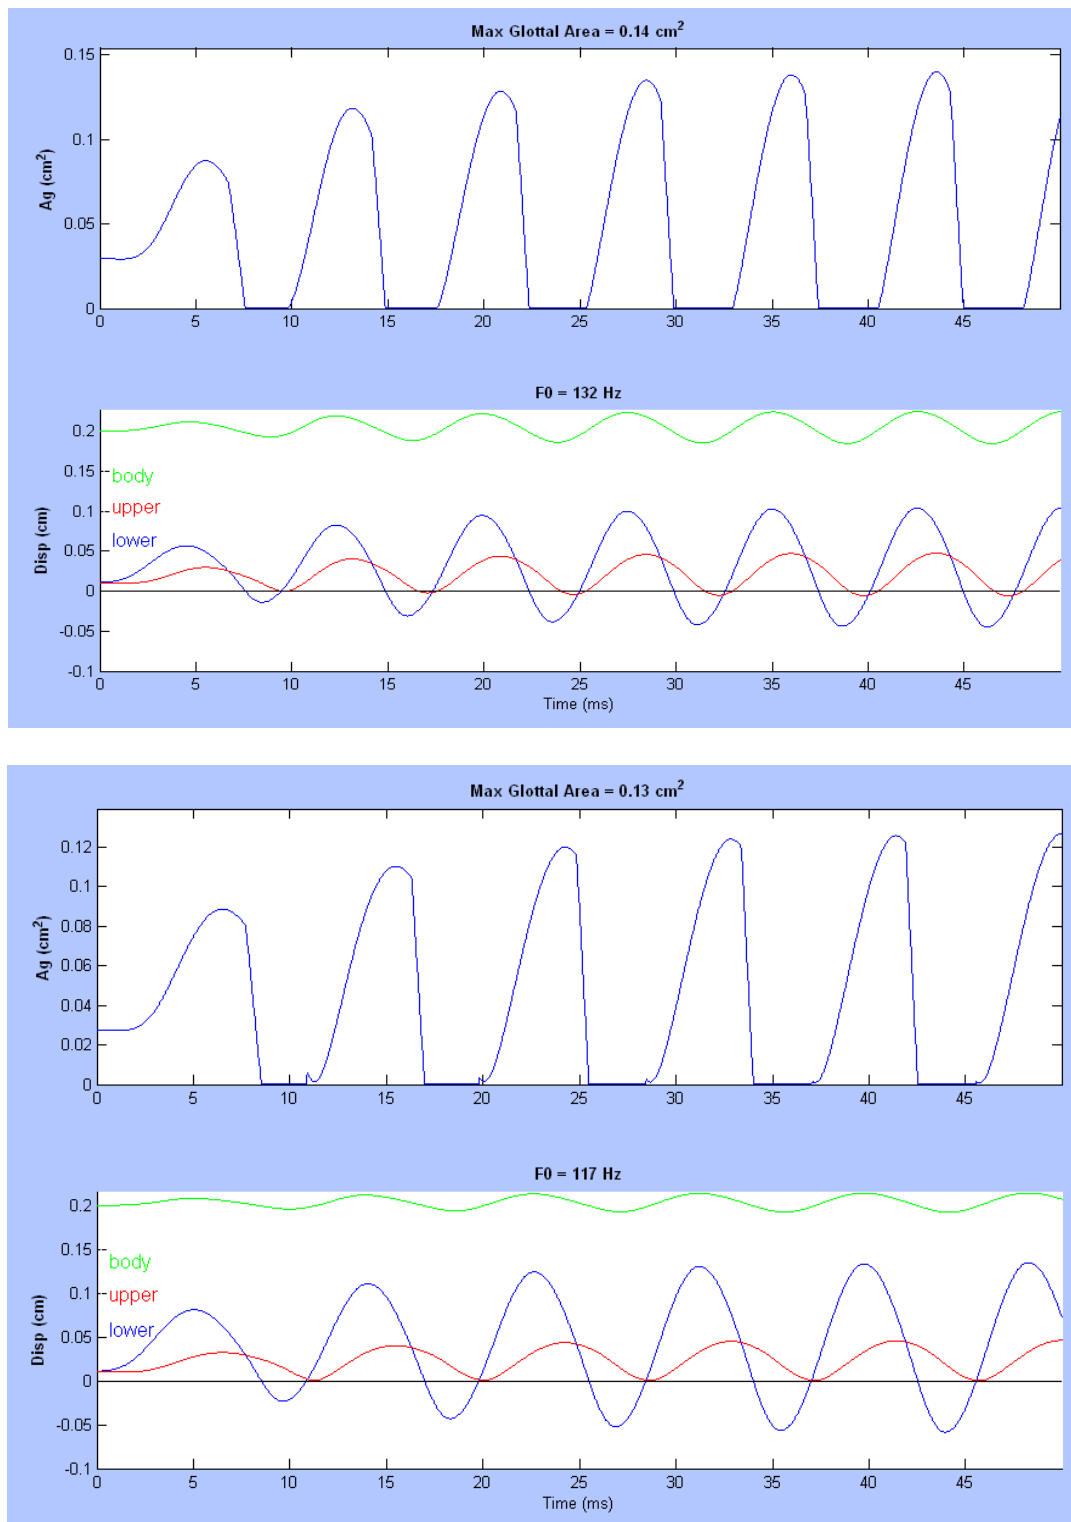 Max Glottal Area = 0.14 cm²
0.15
0.1
0.05
0
Ag (cm²)
0 5 10 15 20 25 30 35 40 45
F0 = 132 Hz
0.2
0.15
0.1
0.05
0
-0.05
-0.1
body
upper
lower
Disp (cm)
0 5 10 15 20 25 30 35 40 45
Time (ms)
Max Glottal Area = 0.13 cm²
0.12
0.1
0.08
0.06
0.04
0.02
0
Ag (cm²)
0 5 10 15 20 25 30 35 40 45
F0 = 117 Hz
0.2
0.15
0.1
0.05
0
-0.05
-0.1
body
upper
lower
Disp (cm)
0 5 10 15 20 25 30 35 40 45
Time (ms)